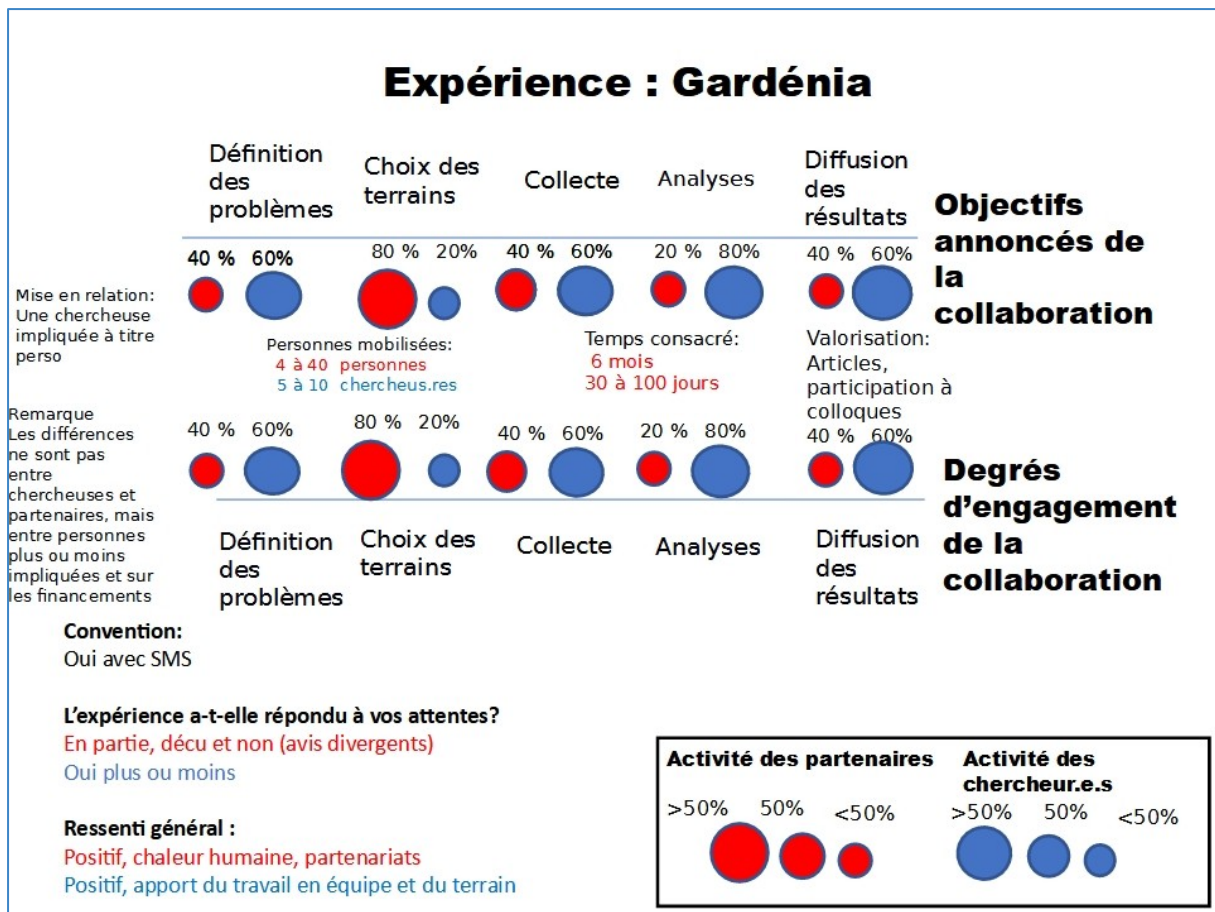 Expérience : Gardénia
Définition
des
problèmes
Choix des
terrains
Collecte
Analyses
Diffusion
des
résultats
Objectifs
annoncés de
la
collaboration
40 % 60%
80 % 20%
40 % 60%
20 % 80%
40 % 60%
Mise en relation:
Une chercheuse
impliquée à titre
perso
Personnes mobilisées:
4 à 40 personnes
5 à 10 chercheus.res
Temps consacré:
6 mois
30 à 100 jours
Valorisation:
Articles,
participation à
colloques
Remarque
Les différences
ne sont pas
entre
chercheuses et
partenaires, mais
entre personnes
plus ou moins
impliquées et sur
les financements
40 % 60%
80 % 20%
40 % 60%
20 % 80%
40 % 60%
Définition
des
problèmes
Choix des
terrains
Collecte
Analyses
Diffusion
des
résultats
Degrés
d’engagement
de la
collaboration
Convention:
Oui avec SMS
L’expérience a-t-elle répondu à vos attentes?
En partie, décu et non (avis divergents)
Oui plus ou moins
Ressenti général :
Positif, chaleur humaine, partenariats
Positif, apport du travail en équipe et du terrain
Activité des partenaires
>50% 50% <50%
Activité des
chercheur.e.s
>50% 50% <50%